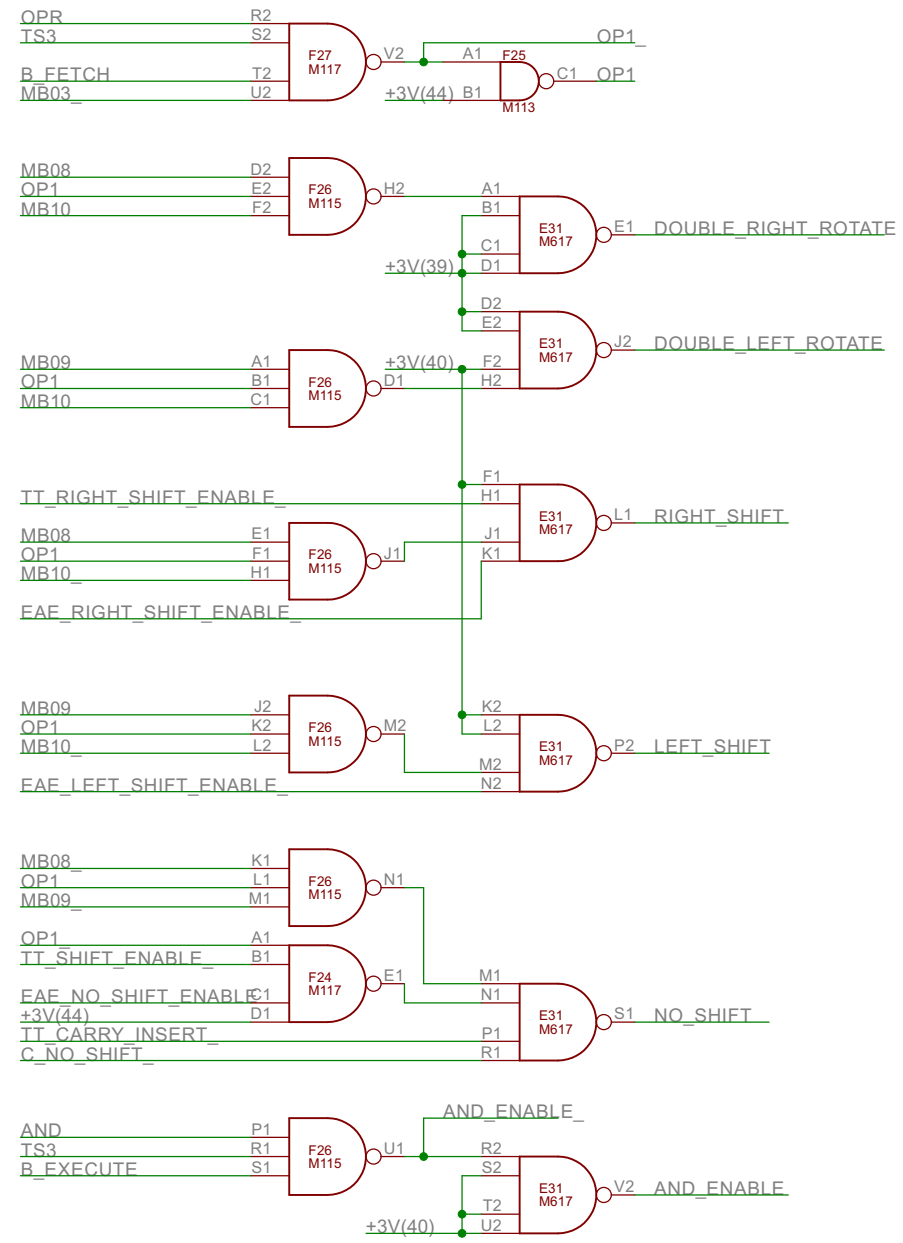 OPR R2
TS3 S2
F27 M117 V2 A1 F25 OP1_
B_FETCH T2 C1 OP1
MB03_ U2 +3V(44) B1
M113
MB08 D2
OP1 E2 F26 M115 H2 A1
MB10 F2 B1
E31 M617 E1 DOUBLE_RIGHT_ROTATE
C1
+3V(39) D1
D2
E2
E31 M617 J2 DOUBLE_LEFT_ROTATE
MB09 A1 +3V(40) F2
OP1 B1 F26 M115 D1 H2
MB10 C1
F1
TT_RIGHT_SHIFT_ENABLE_ H1
E31 M617 L1 RIGHT_SHIFT
MB08 E1 J1
OP1 F1 F26 M115 J1 K1
MB10_ H1
EAE_RIGHT_SHIFT_ENABLE_
MB09 J2 K2
OP1 K2 F26 M115 M2 L2
MB10_ L2
E31 M617 P2 LEFT_SHIFT
M2
EAE_LEFT_SHIFT_ENABLE_ N2
MB08_ K1
OP1 L1 F26 M115 N1
MB09_ M1
OP1_ A1
TT_SHIFT_ENABLE_ B1
F24 M117 E1 M1
EAE_NO_SHIFT_ENABLE C1 N1
+3V(44) D1
E31 M617 S1 NO_SHIFT
TT_CARRY_INSERT_ P1
C_NO_SHIFT_ R1
AND_ENABLE_
AND P1
TS3 R1 F26 M115 U1 R2
B_EXECUTE S1 S2
E31 M617 V2 AND_ENABLE
T2
+3V(40) U2